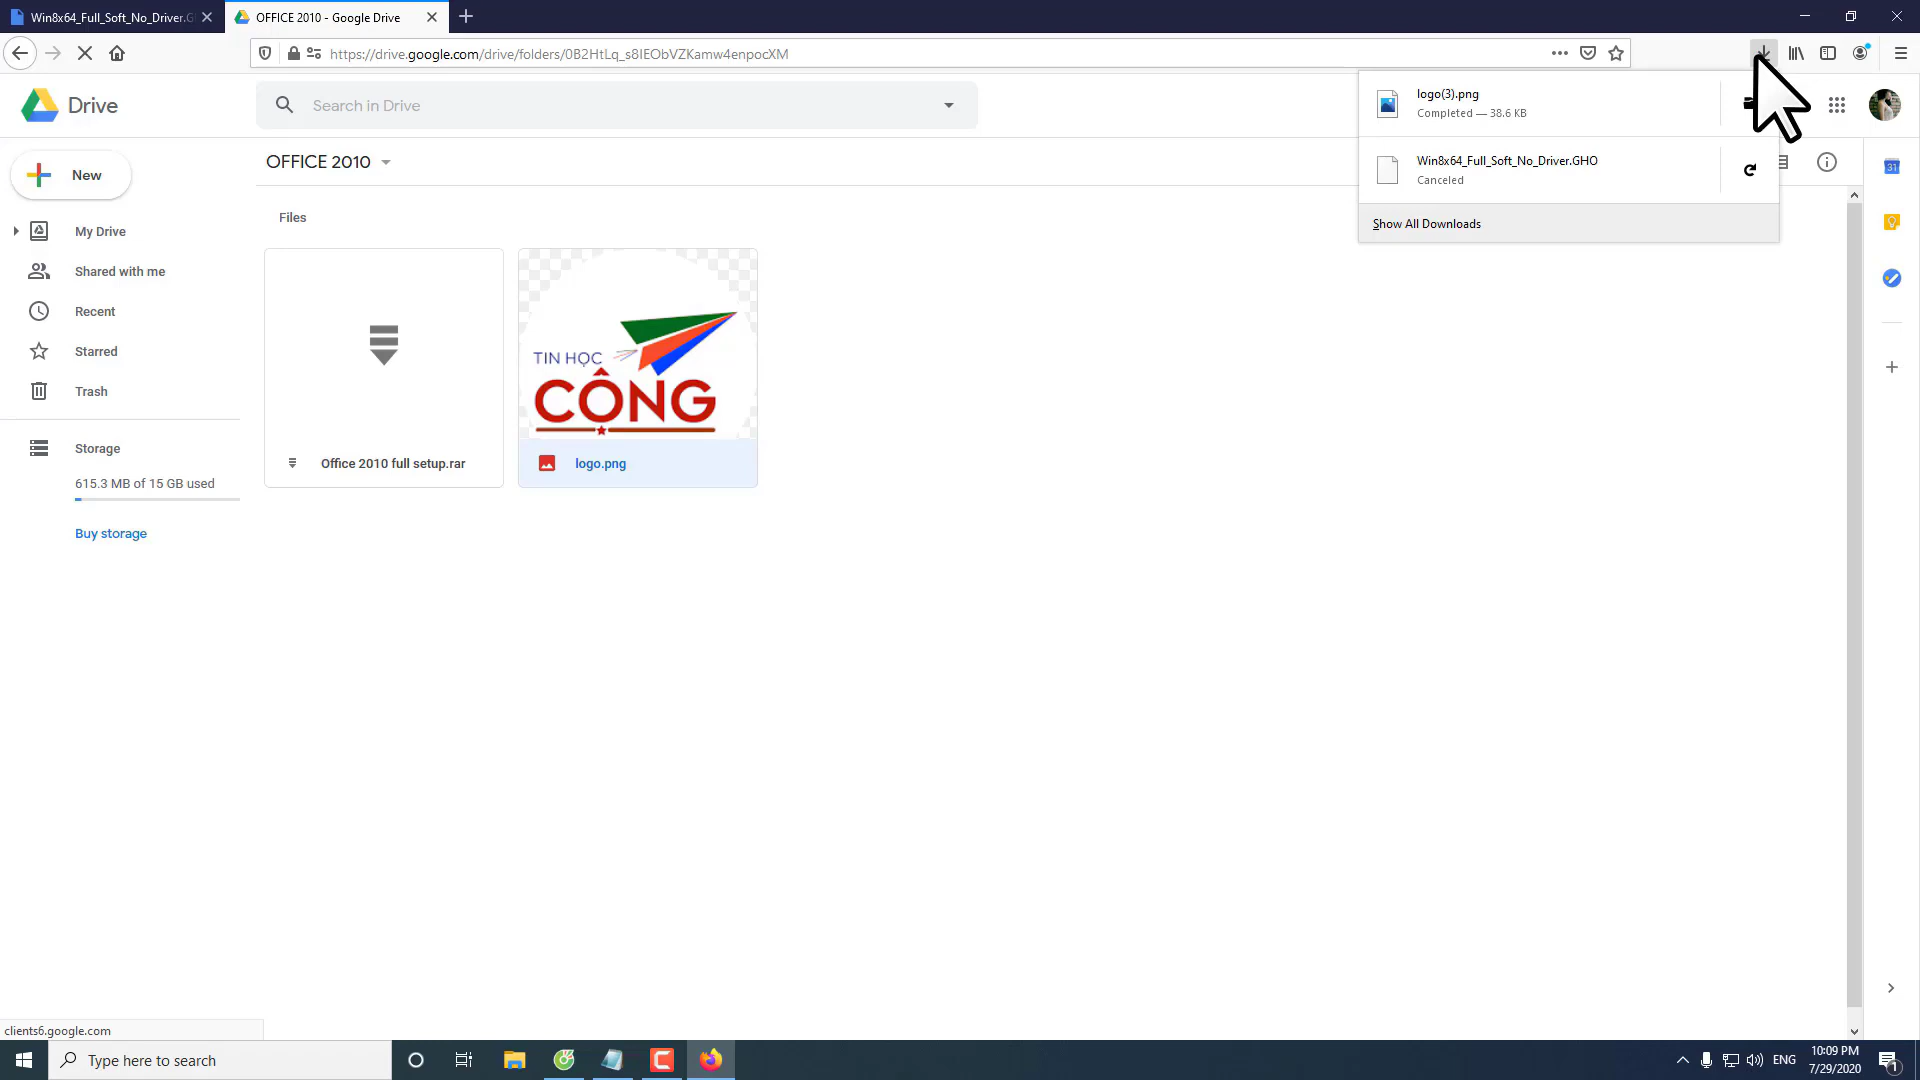 Win8x64_Full_Soft_No_Driver.G
OFFICE 2010 - Google Drive
https://drive.google.com/drive/folders/0B2HtLq_s8IEObVZKamw4enpocXM
Drive
Search in Drive
logo(3).png
Completed — 38.6 KB
Win8x64_Full_Soft_No_Driver.GHO
Canceled
Show All Downloads
New
OFFICE 2010
31
Files
My Drive
Shared with me
Recent
Starred
Trash
Storage
615.3 MB of 15 GB used
Buy storage
TIN HỌC
CỘNG
Office 2010 full setup.rar
logo.png
clients6.google.com
Type here to search
ENG
10:09 PM
7/29/2020
1